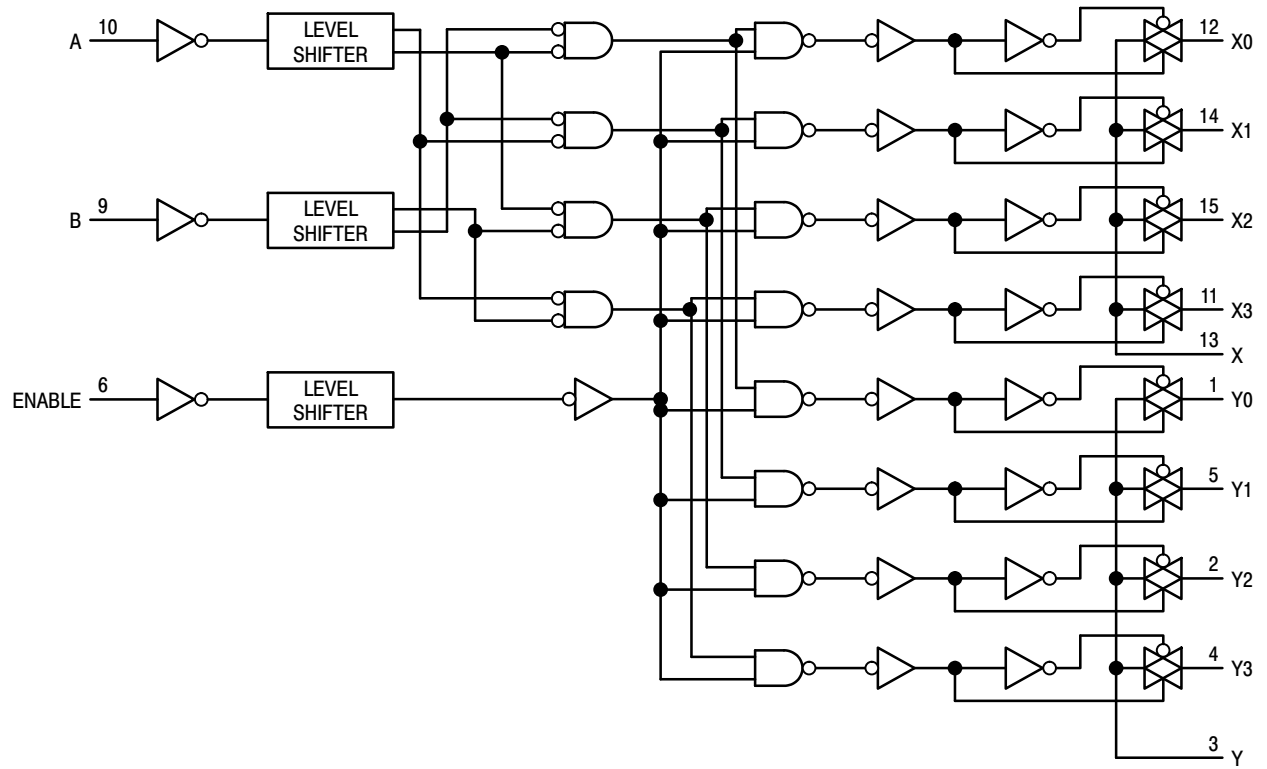 A 10
LEVEL
SHIFTER
12 X0
14 X1
B 9
LEVEL
SHIFTER
15 X2
11 X3
13 X
ENABLE 6
LEVEL
SHIFTER
1 Y0
5 Y1
2 Y2
4 Y3
3 Y